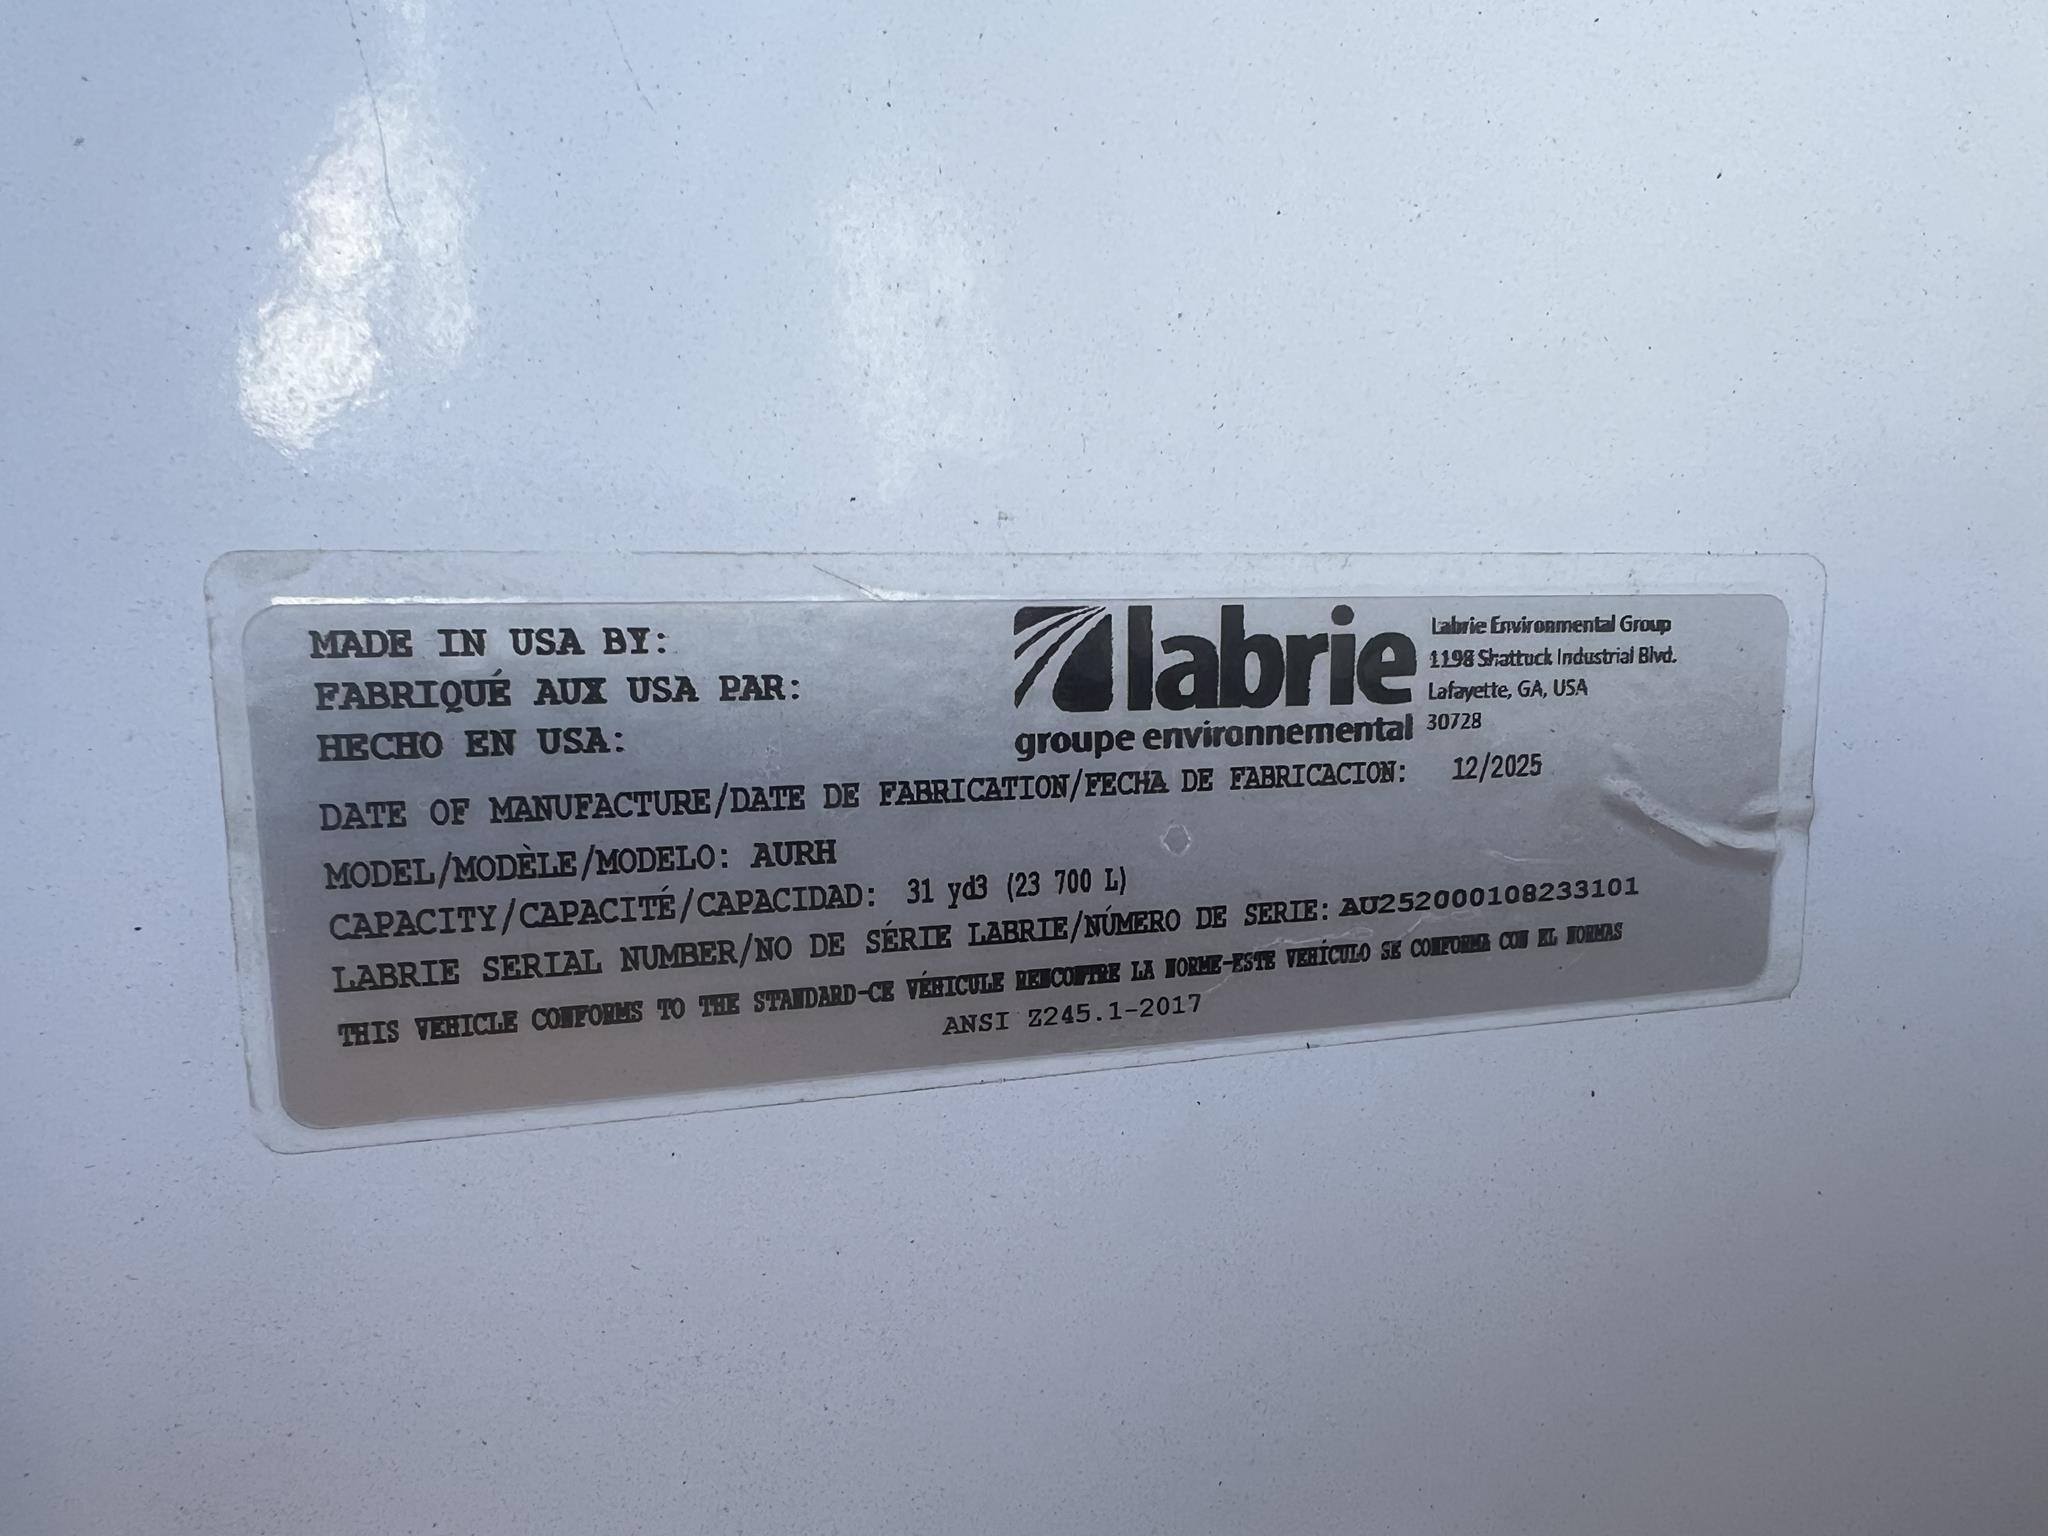 MADE IN USA BY:
FABRIQUÉ AUX USA PAR:
HECHO EN USA:
labrie
groupe environnemental
Labrie Environmental Group
1198 Shattuck Industrial Blvd.
Lafayette, GA, USA
30728
DATE OF MANUFACTURE/DATE DE FABRICATION/FECHA DE FABRICACION: 12/2025
MODEL/MODÈLE/MODELO: AURH
CAPACITY/CAPACITÉ/CAPACIDAD: 31 yd3 (23 700 L)
LABRIE SERIAL NUMBER/NO DE SÉRIE LABRIE/NÚMERO DE SERIE: AU252000108233101
THIS VEHICLE CONFORMS TO THE STANDARD-CE VÉHICULE RENCONTRE LA NORME-ESTE VEHÍCULO SE CONFORMA CON EL NORMAS
ANSI Z245.1-2017